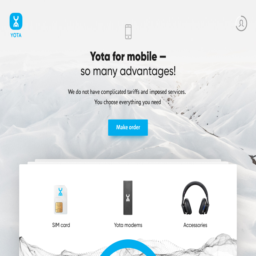 YOTA
Yota for mobile —
so many advantages!
We do not have complicated tariffs and imposed services.
You choose everything you need
Make order
SIM card
Yota modems
Accessories